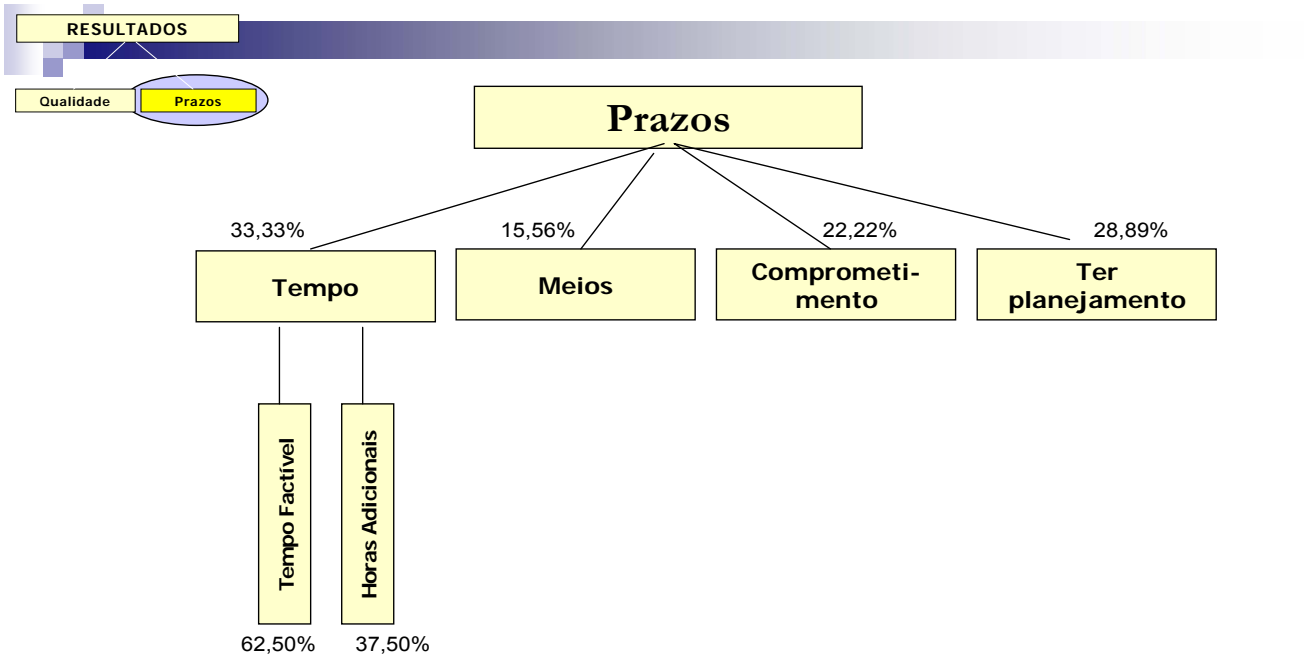 RESULTADOS
Qualidade
Prazos
Prazos
33,33%
15,56%
22,22%
28,89%
Tempo
Meios
Comprometi-
mento
Ter
planejamento
Tempo Factível
Horas Adicionais
62,50%
37,50%